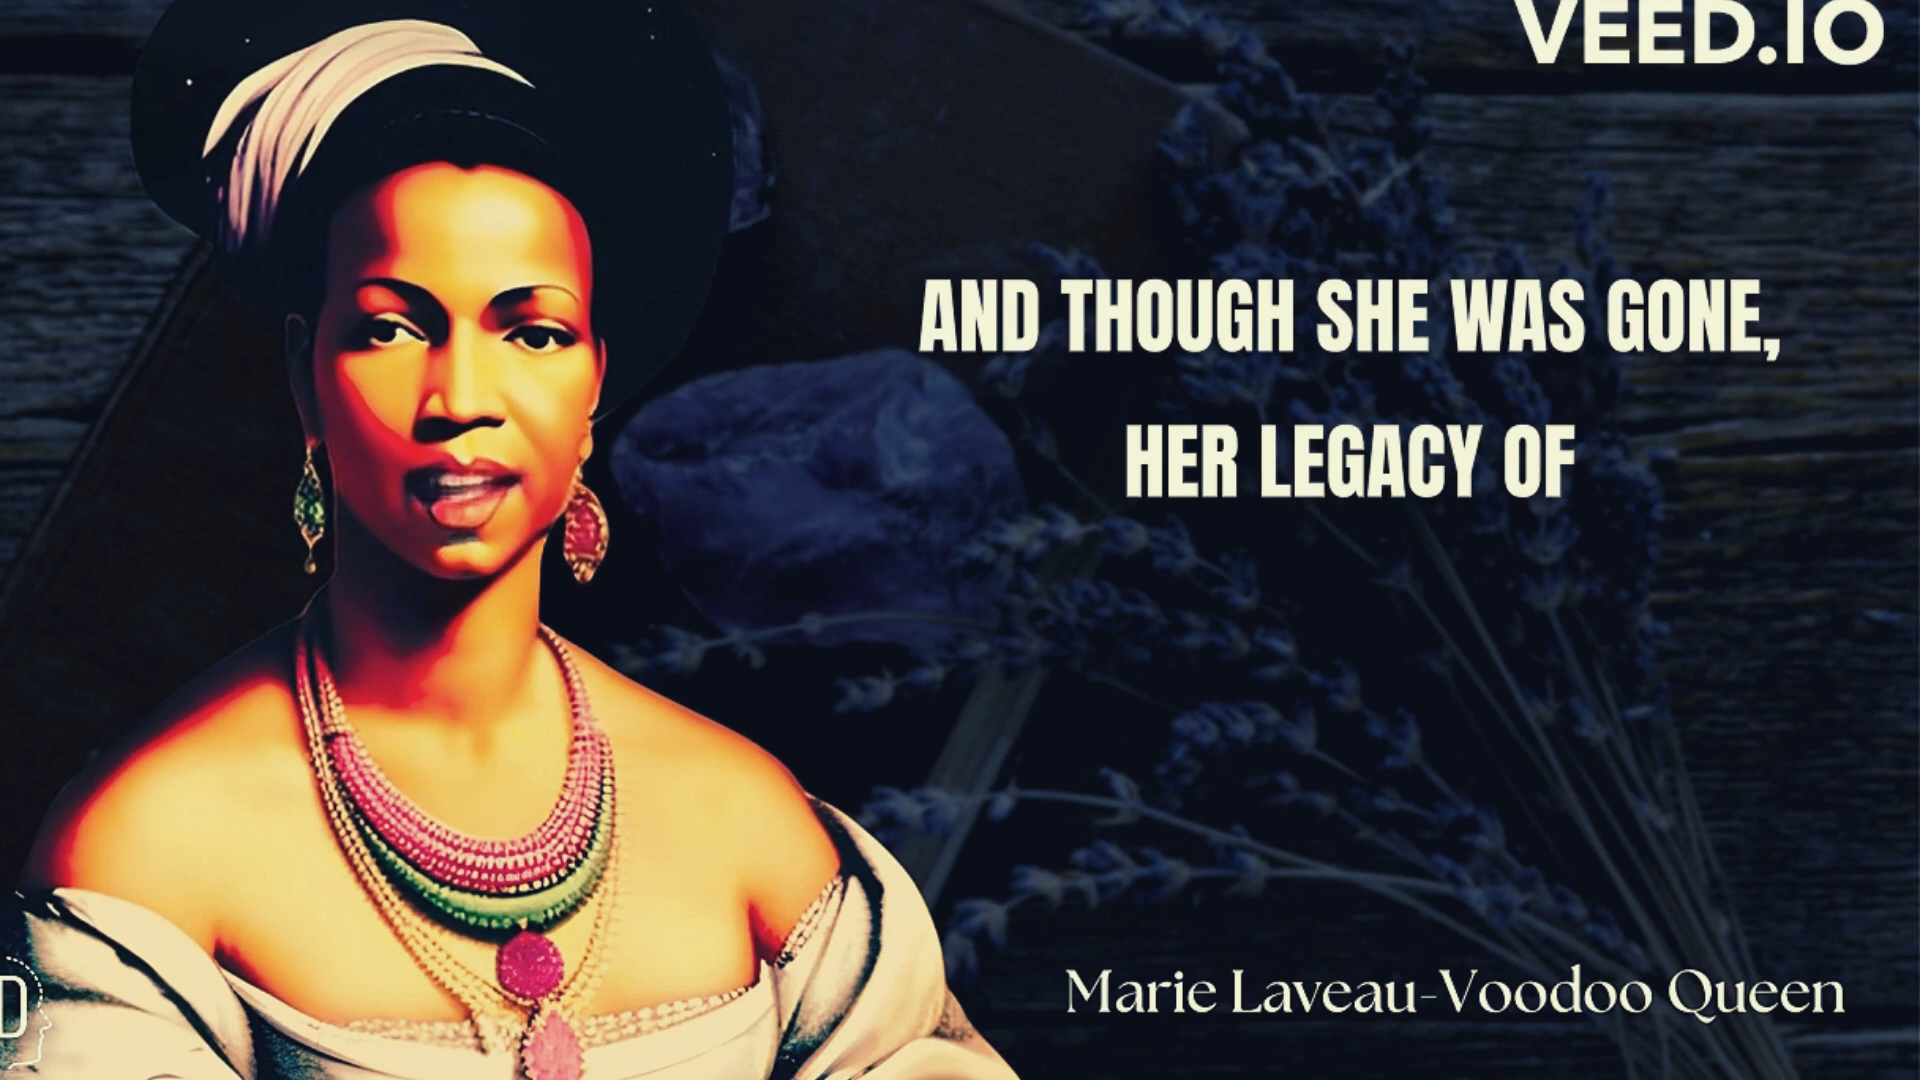 VEED.IO
AND THOUGH SHE WAS GONE,
HER LEGACY OF
Marie Laveau-Voodoo Queen
D